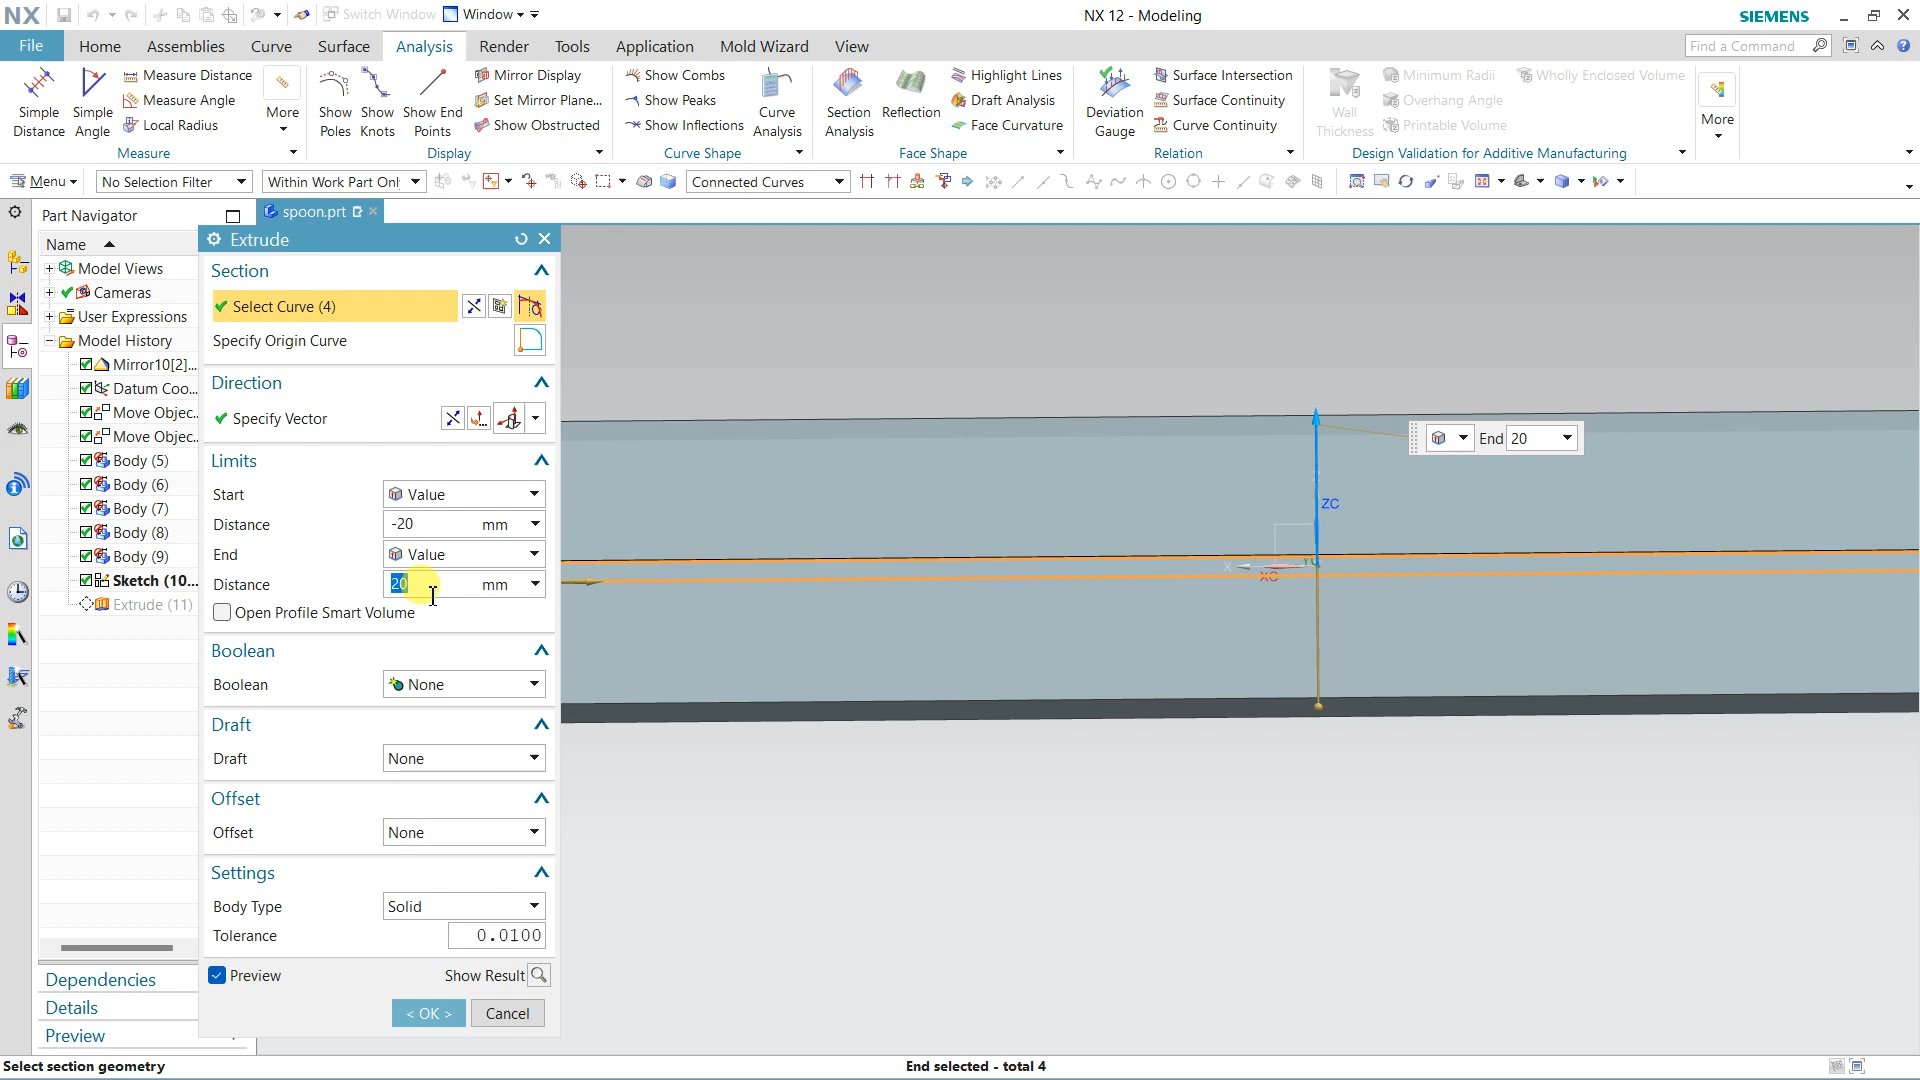 NX
Switch Window
Window
NX 12 - Modeling
SIEMENS
File
Home
Assemblies
Curve
Surface
Analysis
Render
Tools
Application
Mold Wizard
View
Find a Command
Simple Distance
Simple Angle
Measure Distance
Measure Angle
Local Radius
More
Measure
Show Poles
Show Knots
Show End Points
Mirror Display
Set Mirror Plane...
Show Obstructed
Display
Show Combs
Show Peaks
Show Inflections
Curve Analysis
Curve Shape
Section Analysis
Reflection
Highlight Lines
Draft Analysis
Face Curvature
Face Shape
Deviation Gauge
Surface Intersection
Surface Continuity
Curve Continuity
Relation
Wall Thickness
Minimum Radii
Overhang Angle
Printable Volume
Wholly Enclosed Volume
Design Validation for Additive Manufacturing
More
Menu
No Selection Filter
Within Work Part Onl
Connected Curves
Part Navigator
spoon.prt
Name
Model Views
Cameras
User Expressions
Model History
Mirror10[2]...
Datum Coo...
Move Objec...
Move Objec...
Body (5)
Body (6)
Body (7)
Body (8)
Body (9)
Sketch (10...
Extrude (11)
Dependencies
Details
Preview
Extrude
Section
Select Curve (4)
Specify Origin Curve
Direction
Specify Vector
Limits
Start
Value
Distance
-20 mm
End
Value
Distance
20 mm
Open Profile Smart Volume
Boolean
Boolean
None
Draft
Draft
None
Offset
Offset
None
Settings
Body Type
Solid
Tolerance
0.0100
Preview
Show Result
< OK >
Cancel
End 20
ZC
X
XC
YC
Select section geometry
End selected - total 4